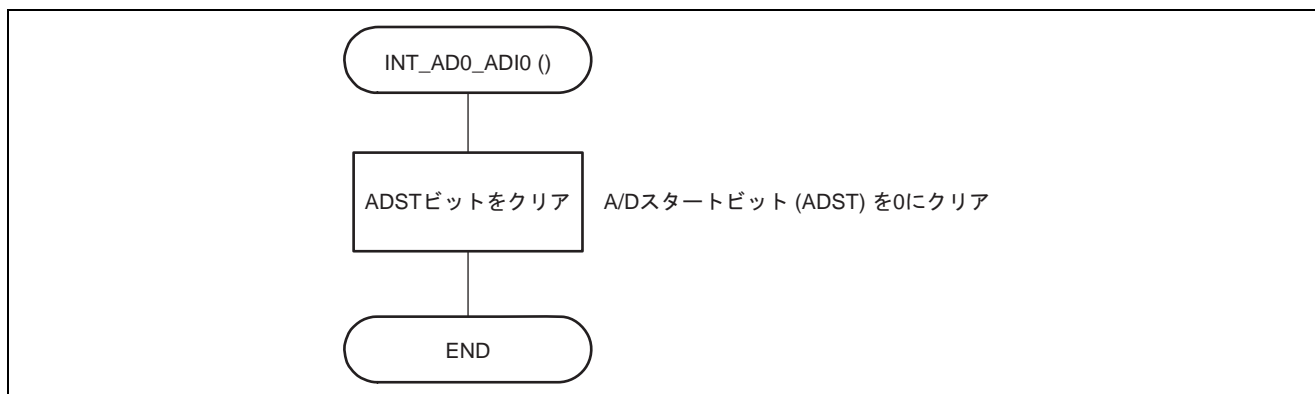 INT_AD0_ADI0 ()
ADSTビットをクリア
A/Dスタートビット (ADST) を0にクリア
END